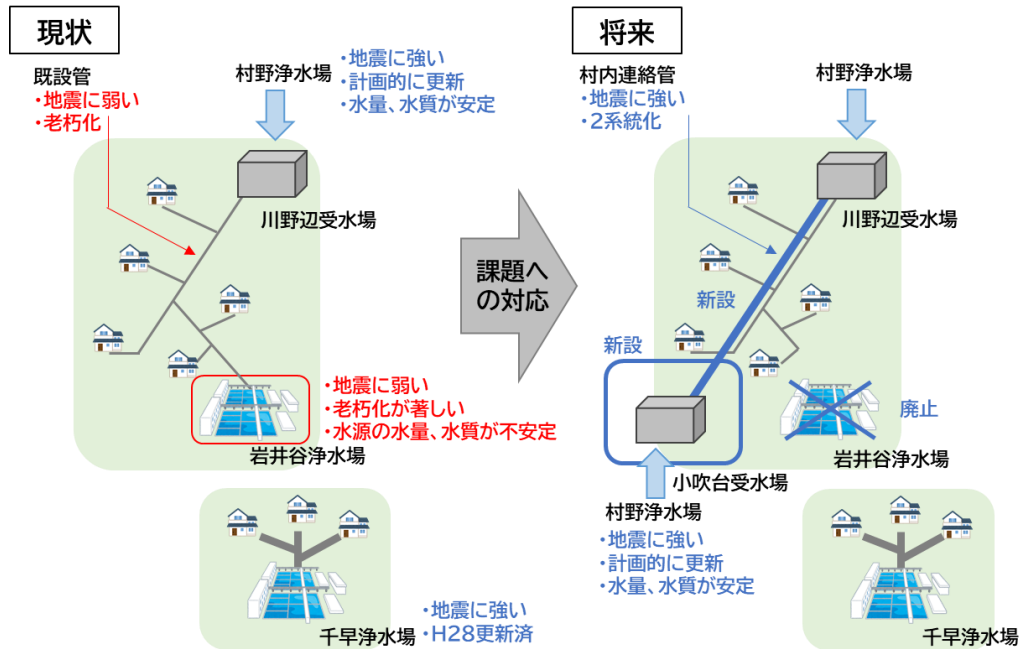 現状
既設管
・地震に弱い
・老朽化
村野浄水場
・地震に強い
・計画的に更新
・水量、水質が安定
川野辺受水場
・地震に弱い
・老朽化が著しい
・水源の水量、水質が不安定
岩井谷浄水場
・地震に強い
・H28更新済
千早浄水場
課題へ
の対応
将来
村内連絡管
・地震に強い
・2系統化
村野浄水場
川野辺受水場
新設
新設
廃止
岩井谷浄水場
小吹台受水場
村野浄水場
・地震に強い
・計画的に更新
・水量、水質が安定
千早浄水場